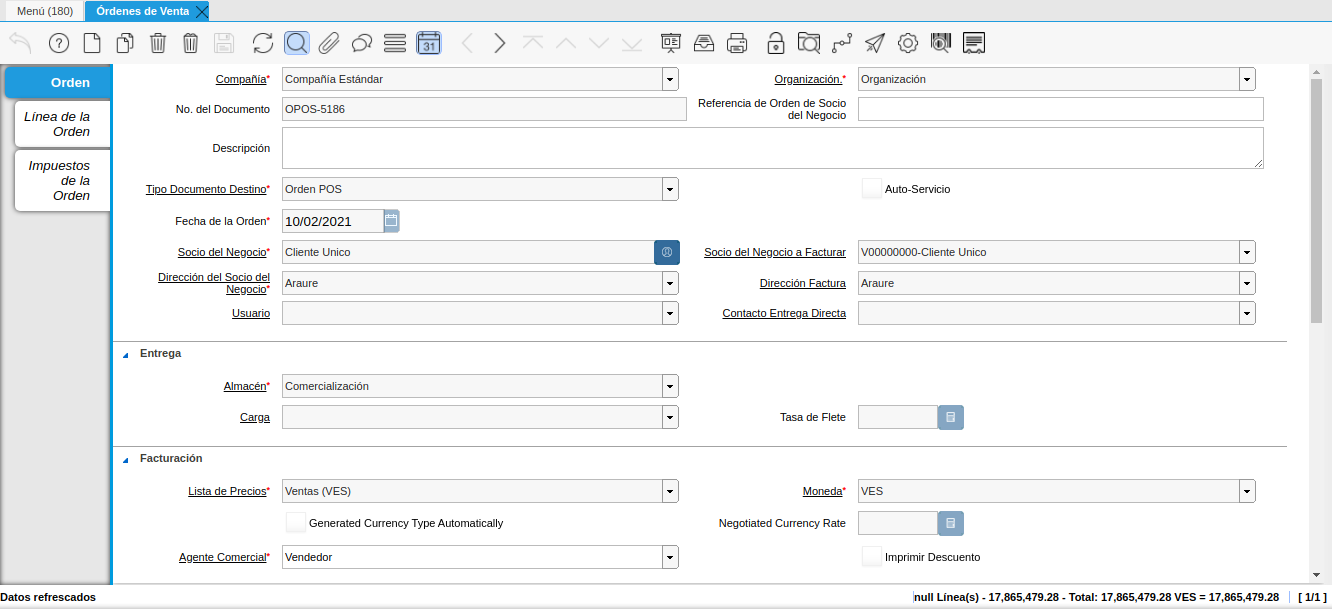 Menú (180)
Órdenes de Venta
31
Orden
Línea de la
Orden
Impuestos
de la
Orden
Compañía*
Compañía Estándar
Organización.*
Organización
No. del Documento
OPOS-5186
Referencia de Orden de Socio
del Negocio
Descripción
Tipo Documento Destino*
Orden POS
Auto-Servicio
Fecha de la Orden*
10/02/2021
Socio del Negocio*
Cliente Unico
Socio del Negocio a Facturar
V00000000-Cliente Unico
Dirección del Socio del
Negocio*
Araure
Dirección Factura
Araure
Usuario
Contacto Entrega Directa
Entrega
Almacén*
Comercialización
Carga
Tasa de Flete
Facturación
Lista de Precios*
Ventas (VES)
Moneda*
VES
Generated Currency Type Automatically
Negotiated Currency Rate
Agente Comercial*
Vendedor
Imprimir Descuento
Datos refrescados
null Línea(s) - 17,865,479.28 - Total: 17,865,479.28 VES = 17,865,479.28
[ 1/1 ]